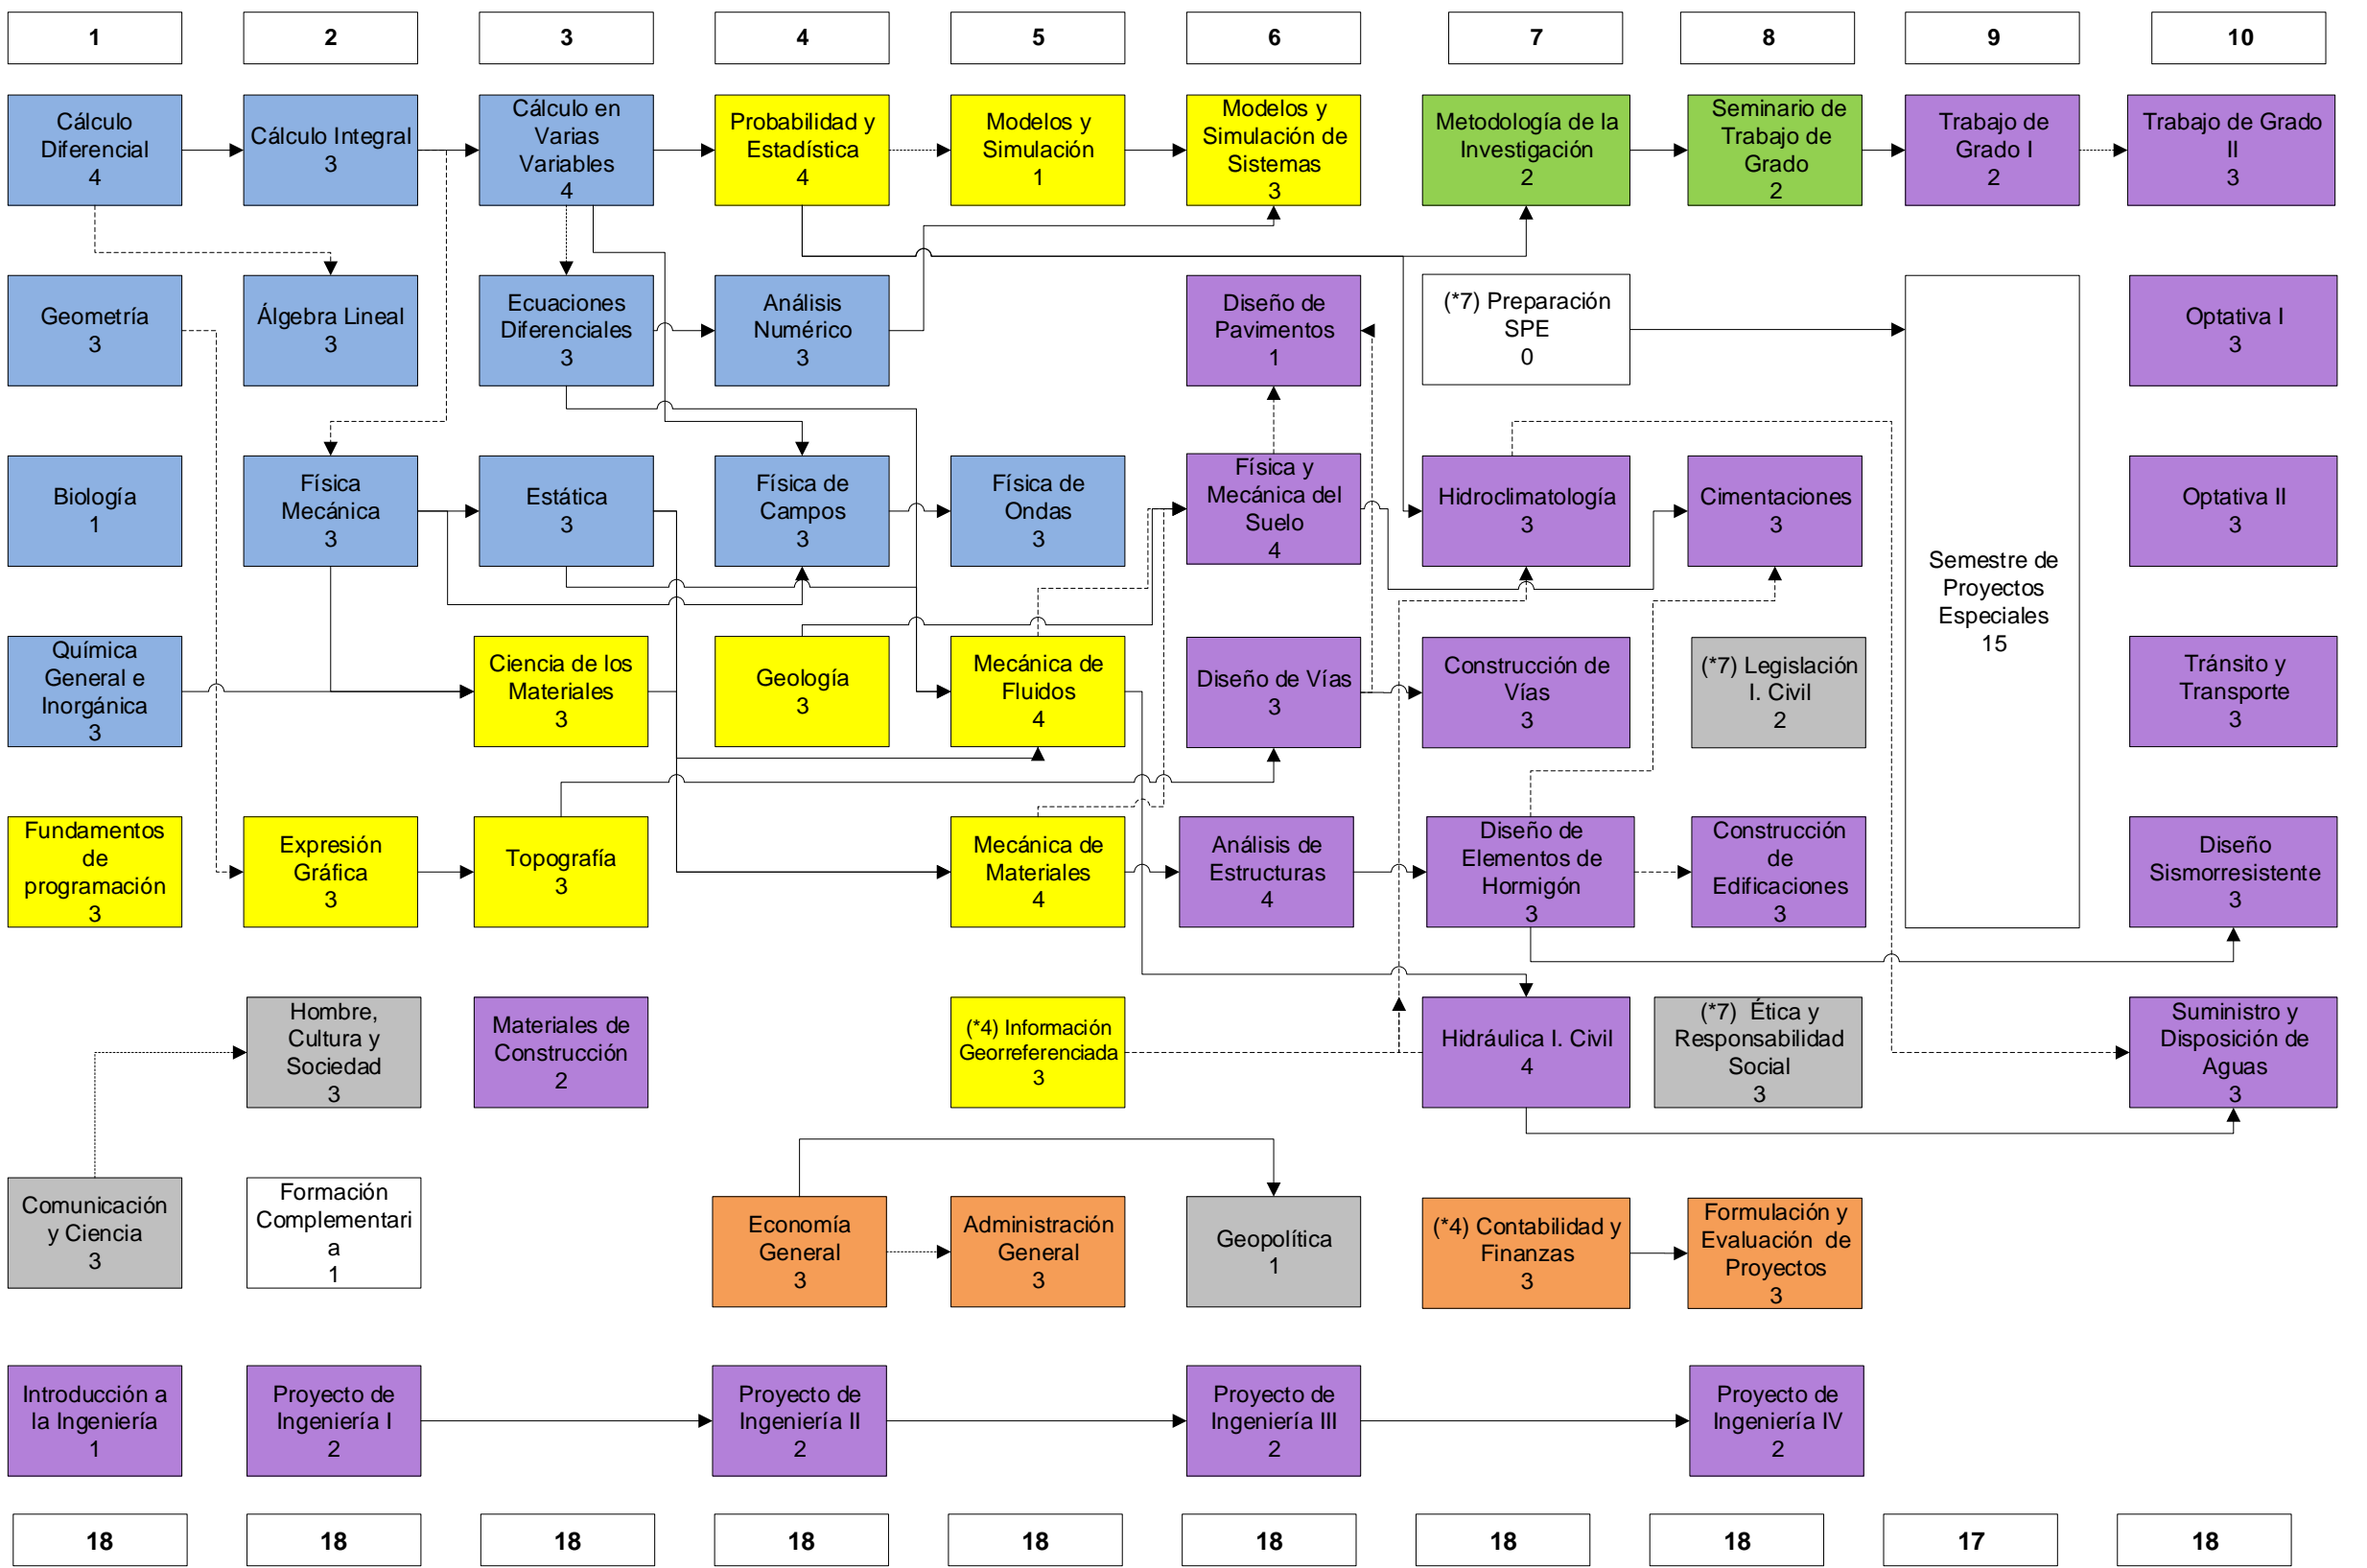 1
2
3
4
5
6
7
8
9
10
Cálculo
Diferencial
4
Cálculo Integral
3
Cálculo en
Varias
Variables
4
Probabilidad y
Estadística
4
Modelos y
Simulación
1
Modelos y
Simulación de
Sistemas
3
Metodología de la
Investigación
2
Seminario de
Trabajo de
Grado
2
Trabajo de
Grado I
2
Trabajo de Grado
II
3
Geometría
3
Álgebra Lineal
3
Ecuaciones
Diferenciales
3
Análisis
Numérico
3
Diseño de
Pavimentos
1
(*7) Preparación
SPE
0
Optativa I
3
Biología
1
Física
Mecánica
3
Estática
3
Física de
Campos
3
Física de
Ondas
3
Física y
Mecánica del
Suelo
4
Hidroclimatología
3
Cimentaciones
3
Semestre de
Proyectos
Especiales
15
Optativa II
3
Química
General e
Inorgánica
3
Ciencia de los
Materiales
3
Geología
3
Mecánica de
Fluidos
4
Diseño de Vías
3
Construcción de
Vías
3
(*7) Legislación
I. Civil
2
Tránsito y
Transporte
3
Fundamentos
de
programación
3
Expresión
Gráfica
3
Topografía
3
Mecánica de
Materiales
4
Análisis de
Estructuras
4
Diseño de
Elementos de
Hormigón
3
Construcción
de
Edificaciones
3
Diseño
Sismorresistente
3
Hombre,
Cultura y
Sociedad
3
Materiales de
Construcción
2
(*4) Información
Georreferenciada
3
Hidráulica I. Civil
4
(*7) Ética y
Responsabilidad
Social
3
Suministro y
Disposición de
Aguas
3
Comunicación
y Ciencia
3
Formación
Complementari
a
1
Economía
General
3
Administración
General
3
Geopolítica
1
(*4) Contabilidad y
Finanzas
3
Formulación y
Evaluación de
Proyectos
3
Introducción a
la Ingeniería
1
Proyecto de
Ingeniería I
2
Proyecto de
Ingeniería II
2
Proyecto de
Ingeniería III
2
Proyecto de
Ingeniería IV
2
18
18
18
18
18
18
18
18
17
18